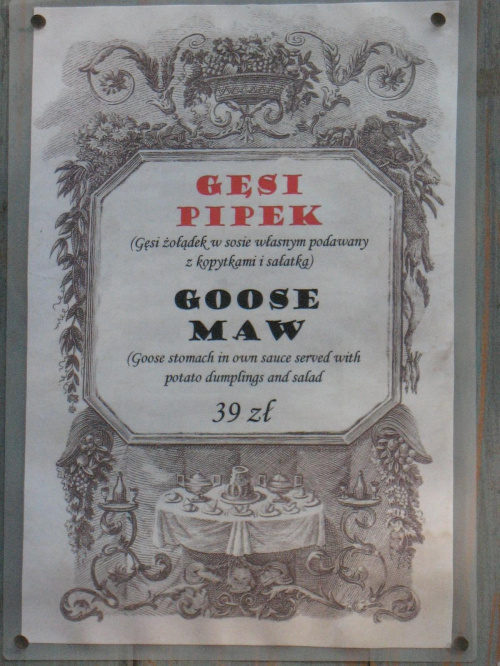 GĘSI
PIPEK
(Gęsi żołądek w sosie własnym podawany
z kopytkami i sałatką)
GOOSE
MAW
(Goose stomach in own sauce served with
potato dumplings and salad
39 zł